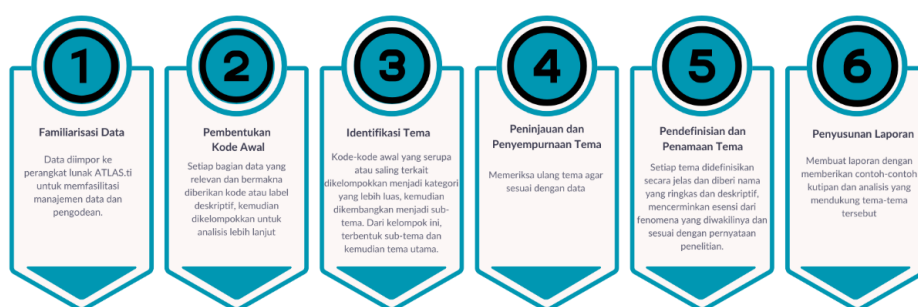 1
Familiarisasi Data
Data diimpor ke
perangkat lunak ATLAS.ti
untuk memfasilitasi
manajemen data dan
pengodean.
2
Pembentukan
Kode Awal
Setiap bagian data yang
relevan dan bermakna
diberikan kode atau label
deskriptif, kemudian
dikelompokkan untuk
analisis lebih lanjut
3
Identifikasi Tema
Kode-kode awal yang serupa
atau saling terkait
dikelompokkan menjadi kategori
yang lebih luas, kemudian
dikembangkan menjadi sub-
tema. Dari kelompok ini,
terbentuk sub-tema dan
kemudian tema utama.
4
Peninjauan dan
Penyempurnaan Tema
Memeriksa ulang tema agar
sesuai dengan data
5
Pendefinisian dan
Penamaan Tema
Setiap tema didefinisikan
secara jelas dan diberi nama
yang ringkas dan deskriptif,
mencerminkan esensi dari
fenomena yang diwakilinya dan
sesuai dengan pernyataan
penelitian.
6
Penyusunan Laporan
Membuat laporan dengan
memberikan contoh-contoh
kutipan dan analisis yang
mendukung tema-tema
tersebut